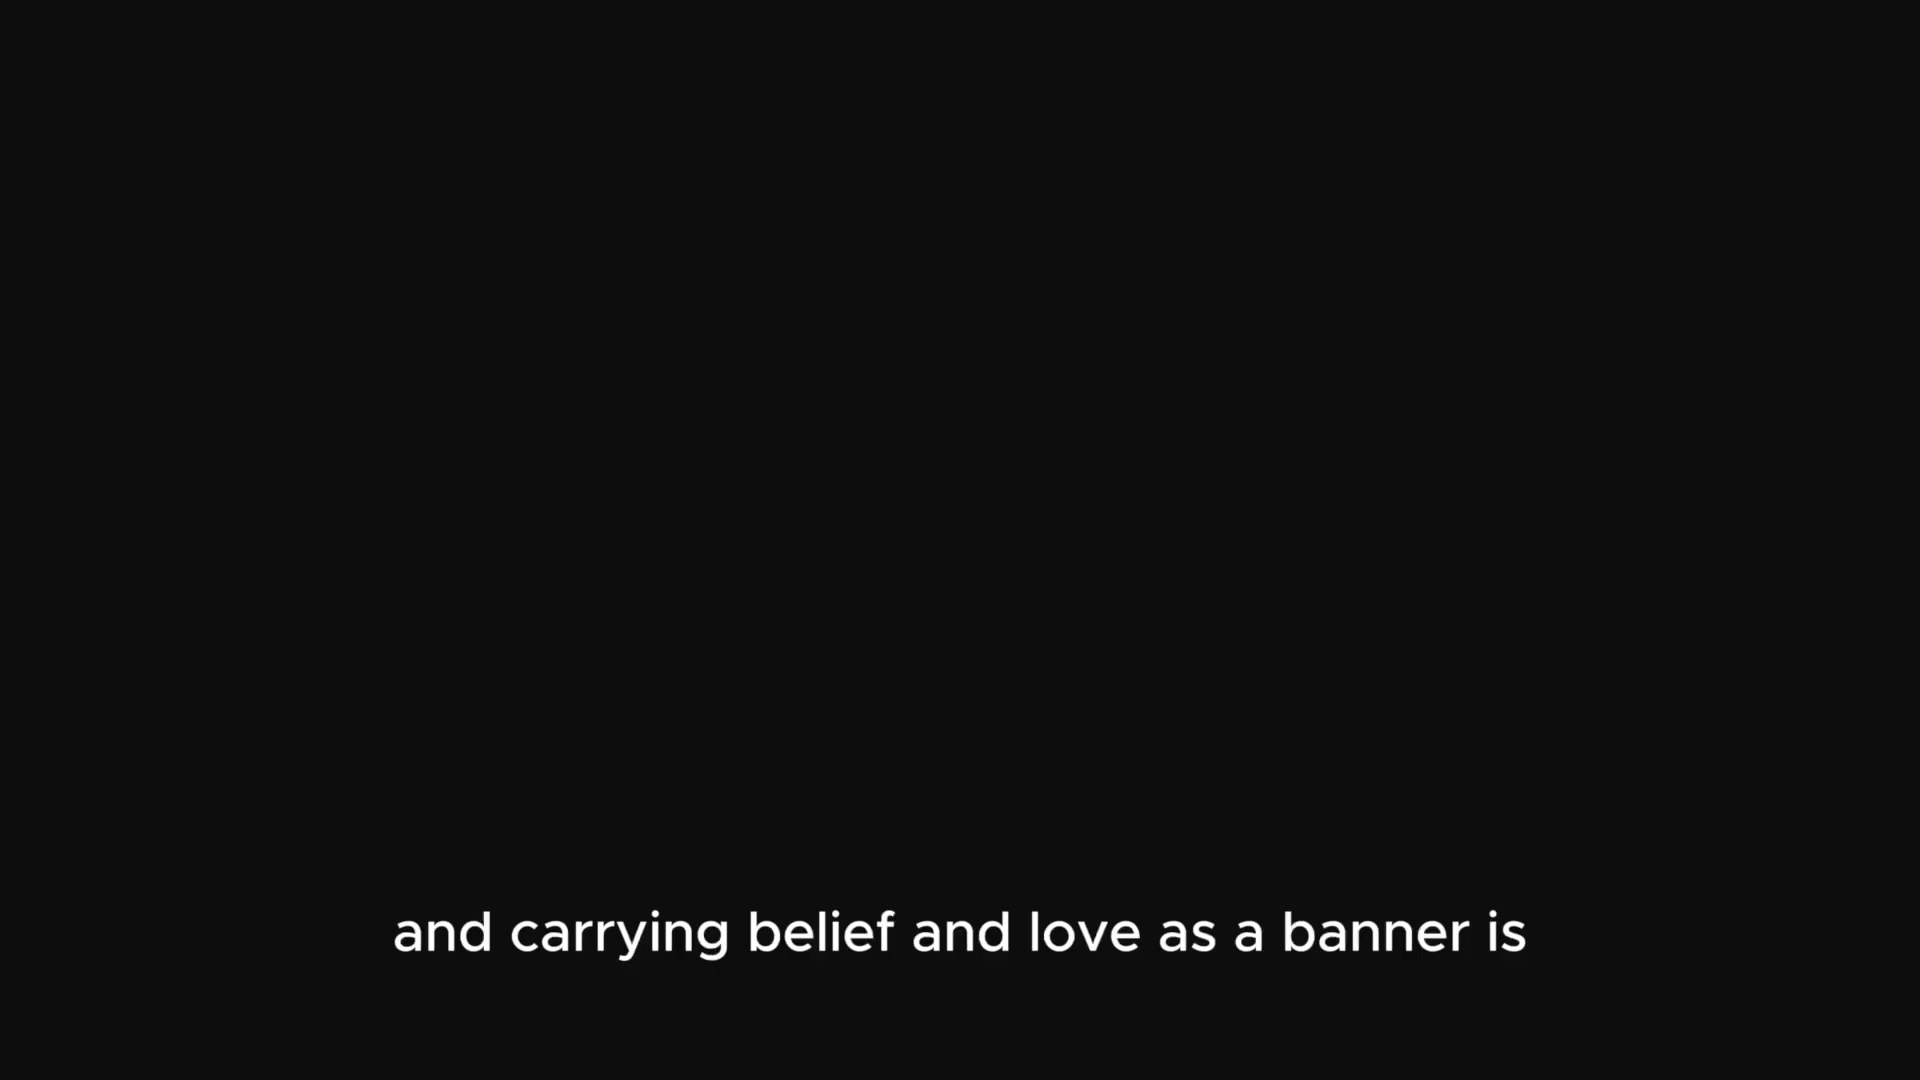 and carrying belief and love as a banner is